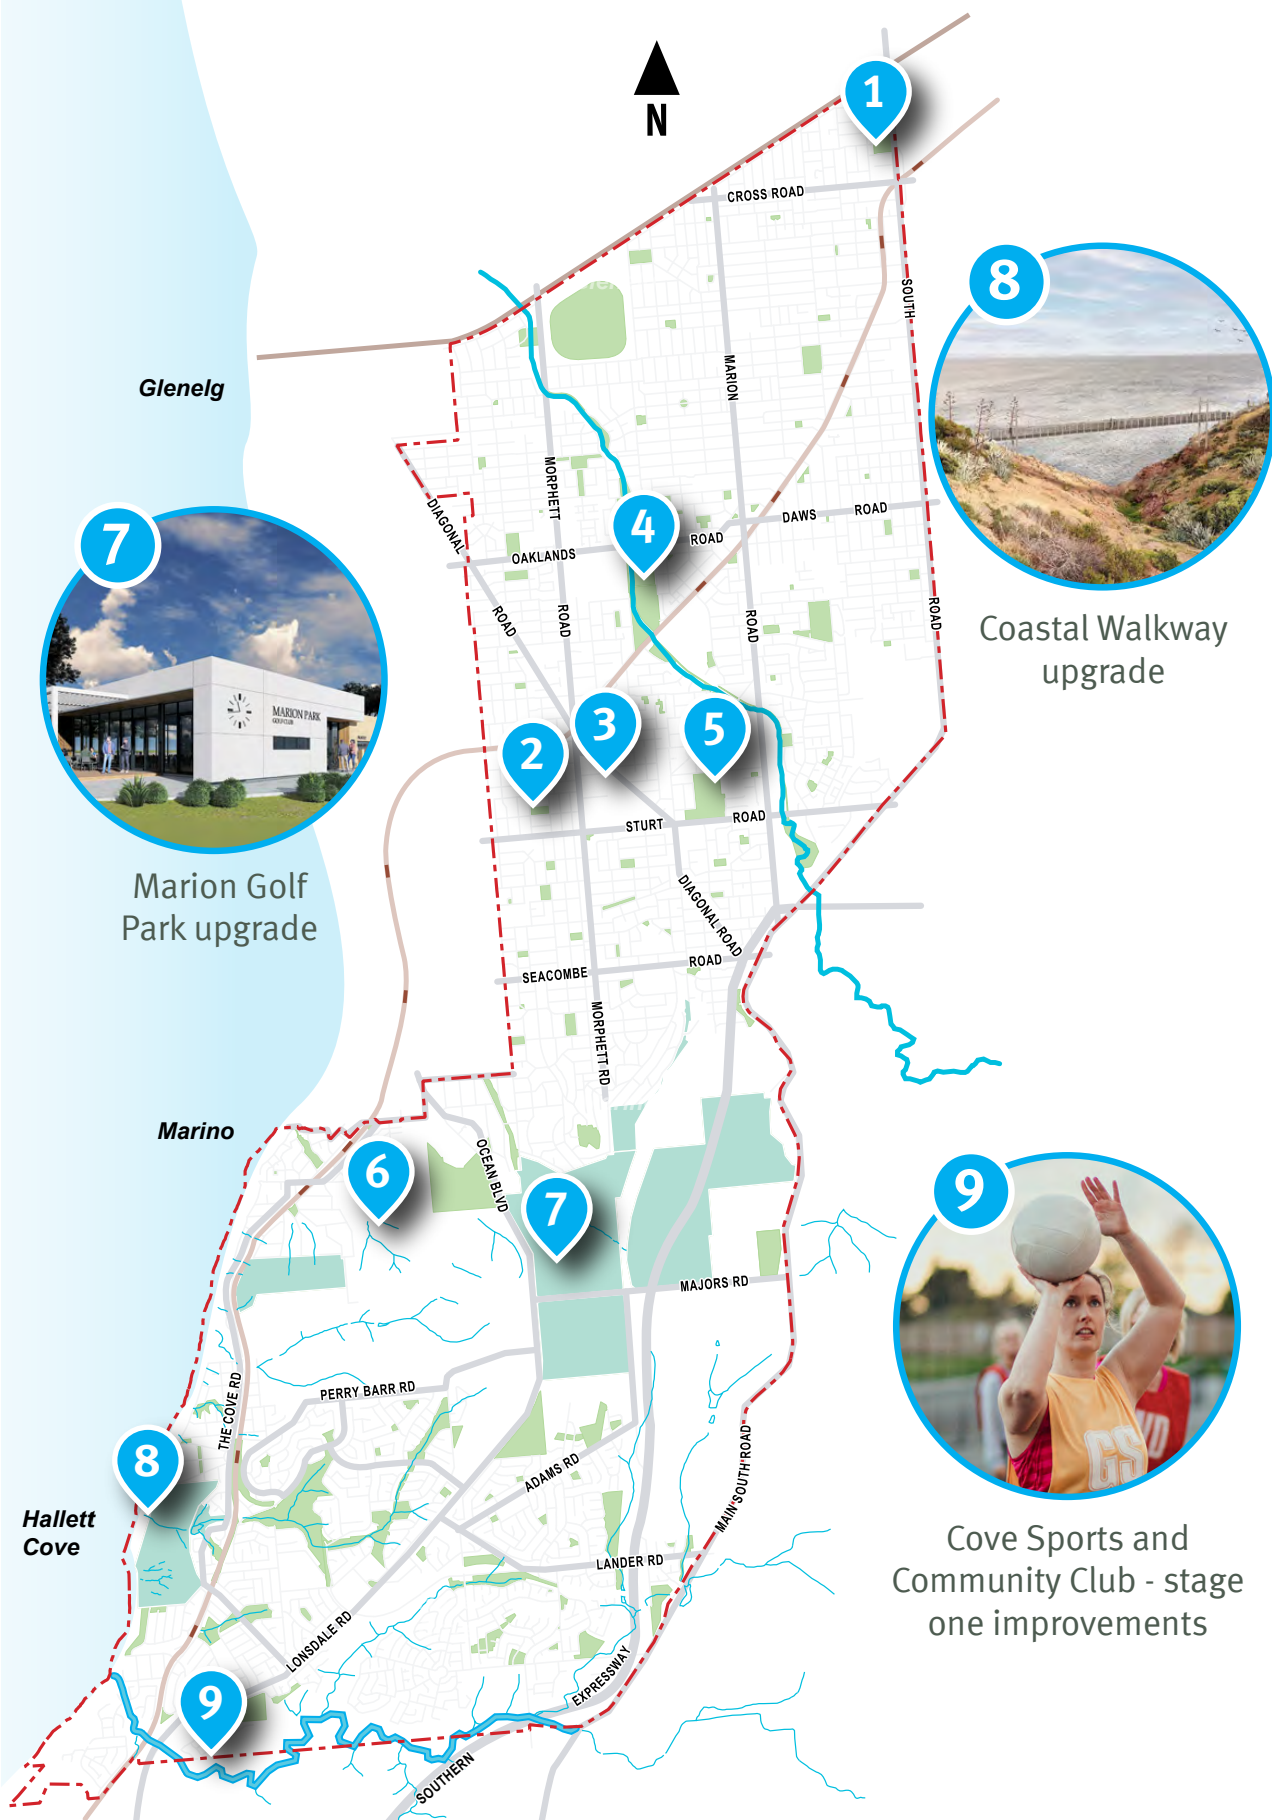 N
1
CROSS ROAD
SOUTH
8
MARION
Glenelg
MORPHETT
DIAGONAL
7
4
DAWS
ROAD
ROAD
OAKLANDS
ROAD
ROAD
ROAD
ROAD
Coastal Walkway
upgrade
MARION PARK
GOLF CLUB
3
5
2
STURT
ROAD
Marion Golf
Park upgrade
DIAGONAL ROAD
SEACOMBE
ROAD
MORPHETT RD
Marino
OCEAN BLVD
6
7
9
MAJORS RD
PERRY BARR RD
THE COVE RD
GS
D
8
ADAMS RD
MAIN SOUTH ROAD
Hallett
Cove
LANDER RD
Cove Sports and
Community Club - stage
one improvements
LONSDALE RD
EXPRESSWAY
9
SOUTHERN